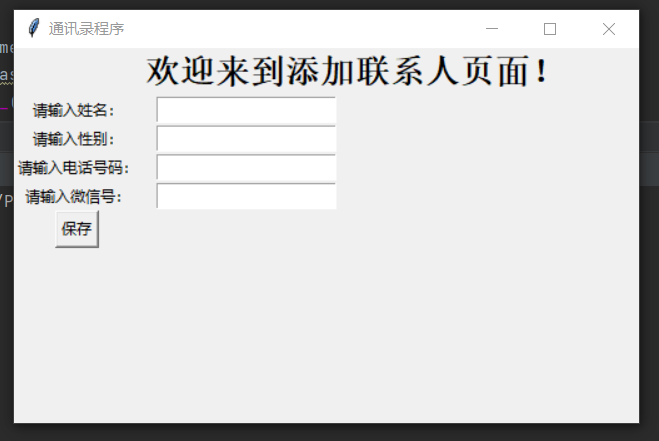 通讯录程序
欢迎来到添加联系人页面！
请输入姓名：
请输入性别：
请输入电话号码：
请输入微信号：
保存